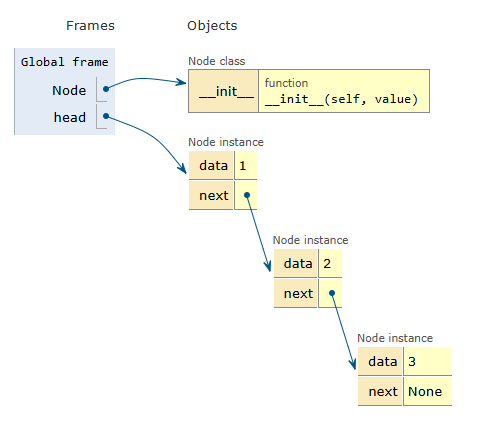 Frames Objects
Global frame
Node
head
Node class
__init__
function
__init__(self, value)
Node instance
data 1
next
Node instance
data 2
next
Node instance
data 3
next None